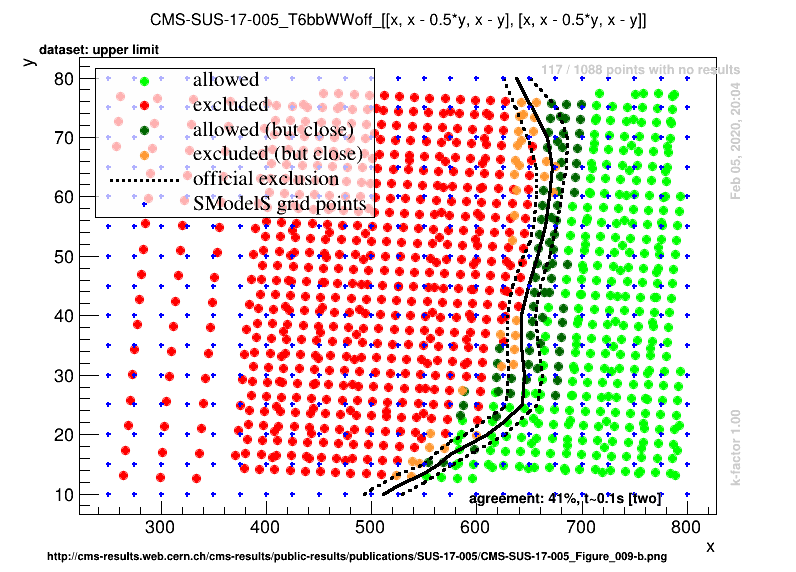 CMS-SUS-17-005_T6bbWWoff_[[x, x - 0.5*y, x - y], [x, x - 0.5*y, x - y]]
dataset: upper limit
y
117 / 1088 points with no results
allowed
excluded
allowed (but close)
excluded (but close)
official exclusion
SModelS grid points
80
70
60
50
40
30
20
10
Feb 05, 2020, 20:04
k-factor 1.00
agreement: 41%, t~0.1s [two]
300
400
500
600
700
800
x
http://cms-results.web.cern.ch/cms-results/public-results/publications/SUS-17-005/CMS-SUS-17-005_Figure_009-b.png